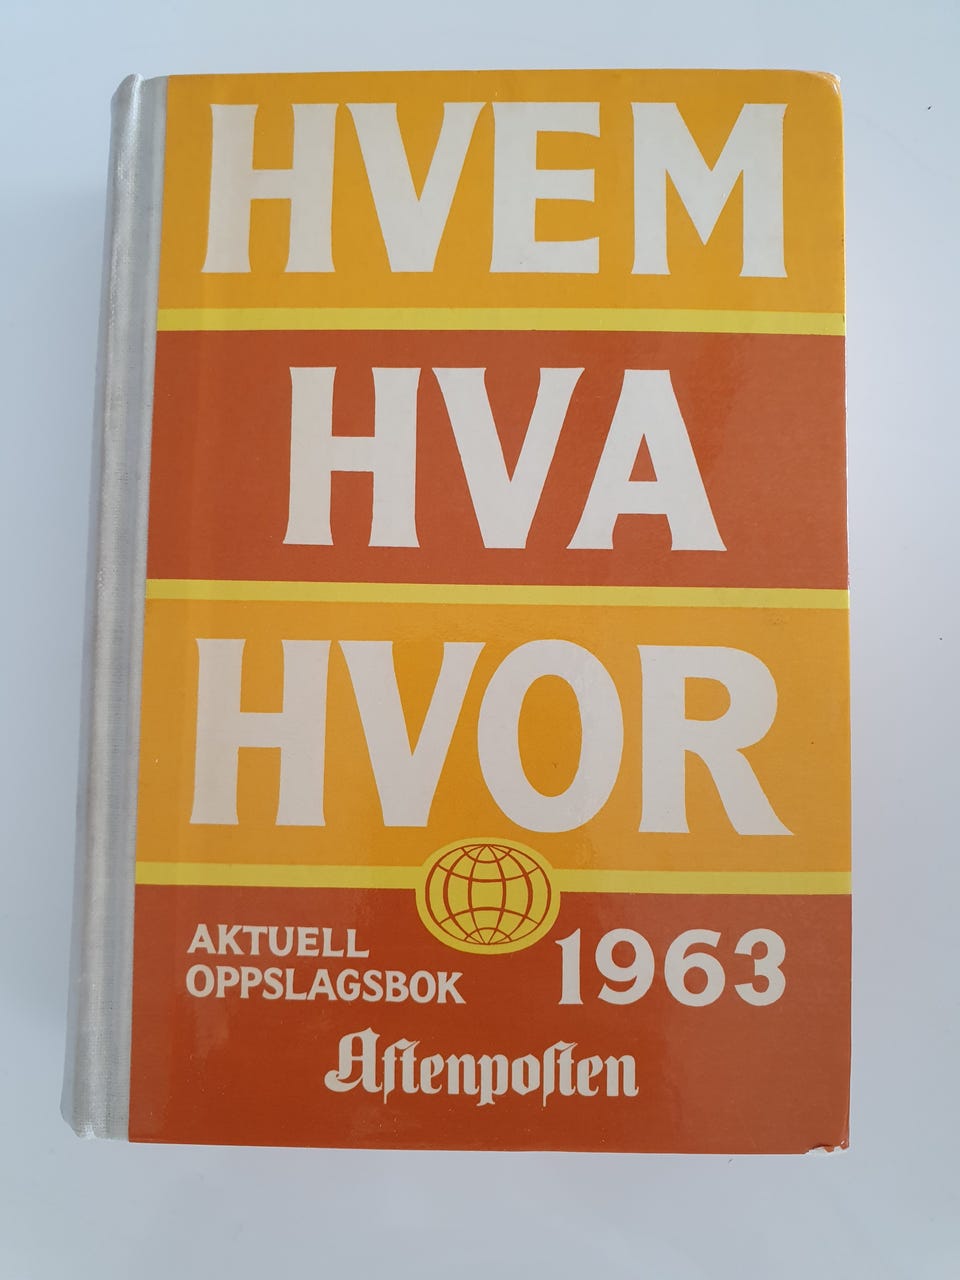 HVEM
HVA
HVOR
AKTUELL
OPPSLAGSBOK
1963
Aftenposten